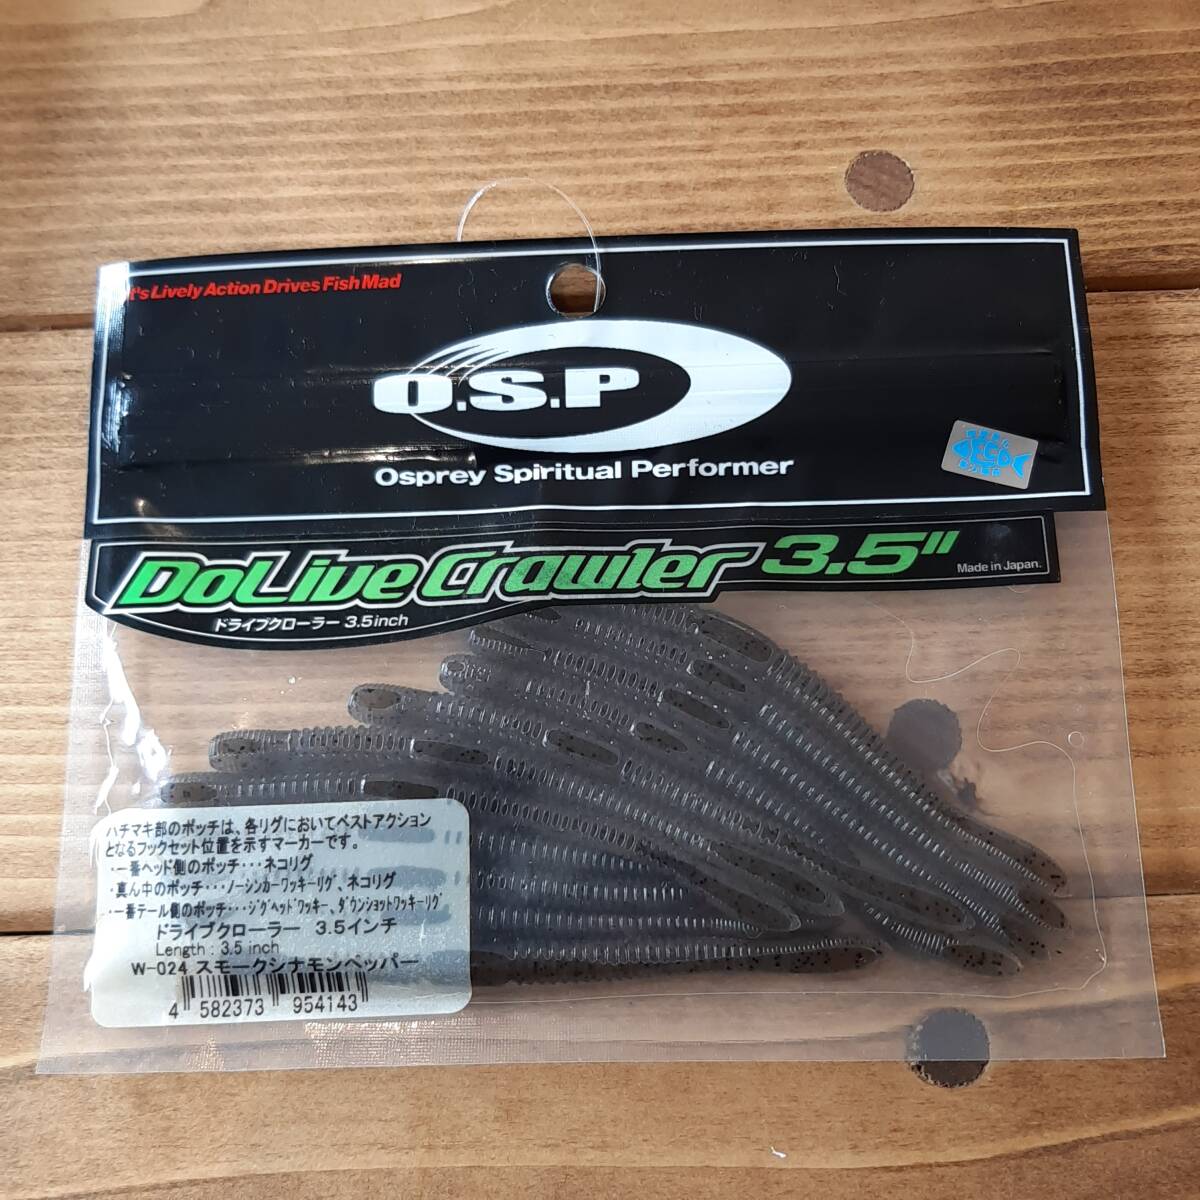 It's Lively Action Drives Fish Mad
O.S.P
Osprey Spiritual Performer
DoLive Crawler 3.5"
Made in Japan.
ドライブクローラー 3.5inch
ハチマキ部のポッチは、各リグにおいてベストアクション
となるフックセット位置を示すマーカーです。
・一番ヘッド側のポッチ・・・ネコリグ
・真ん中のポッチ・・・ノーシンカーワッキーリグ、ネコリグ
・一番テール側のポッチ・・・ジグヘッドワッキー、ダウンショットワッキーリグ
ドライブクローラー 3.5インチ
Length : 3.5 inch
W-024 スモークシナモンペッパー
4 582373 954143